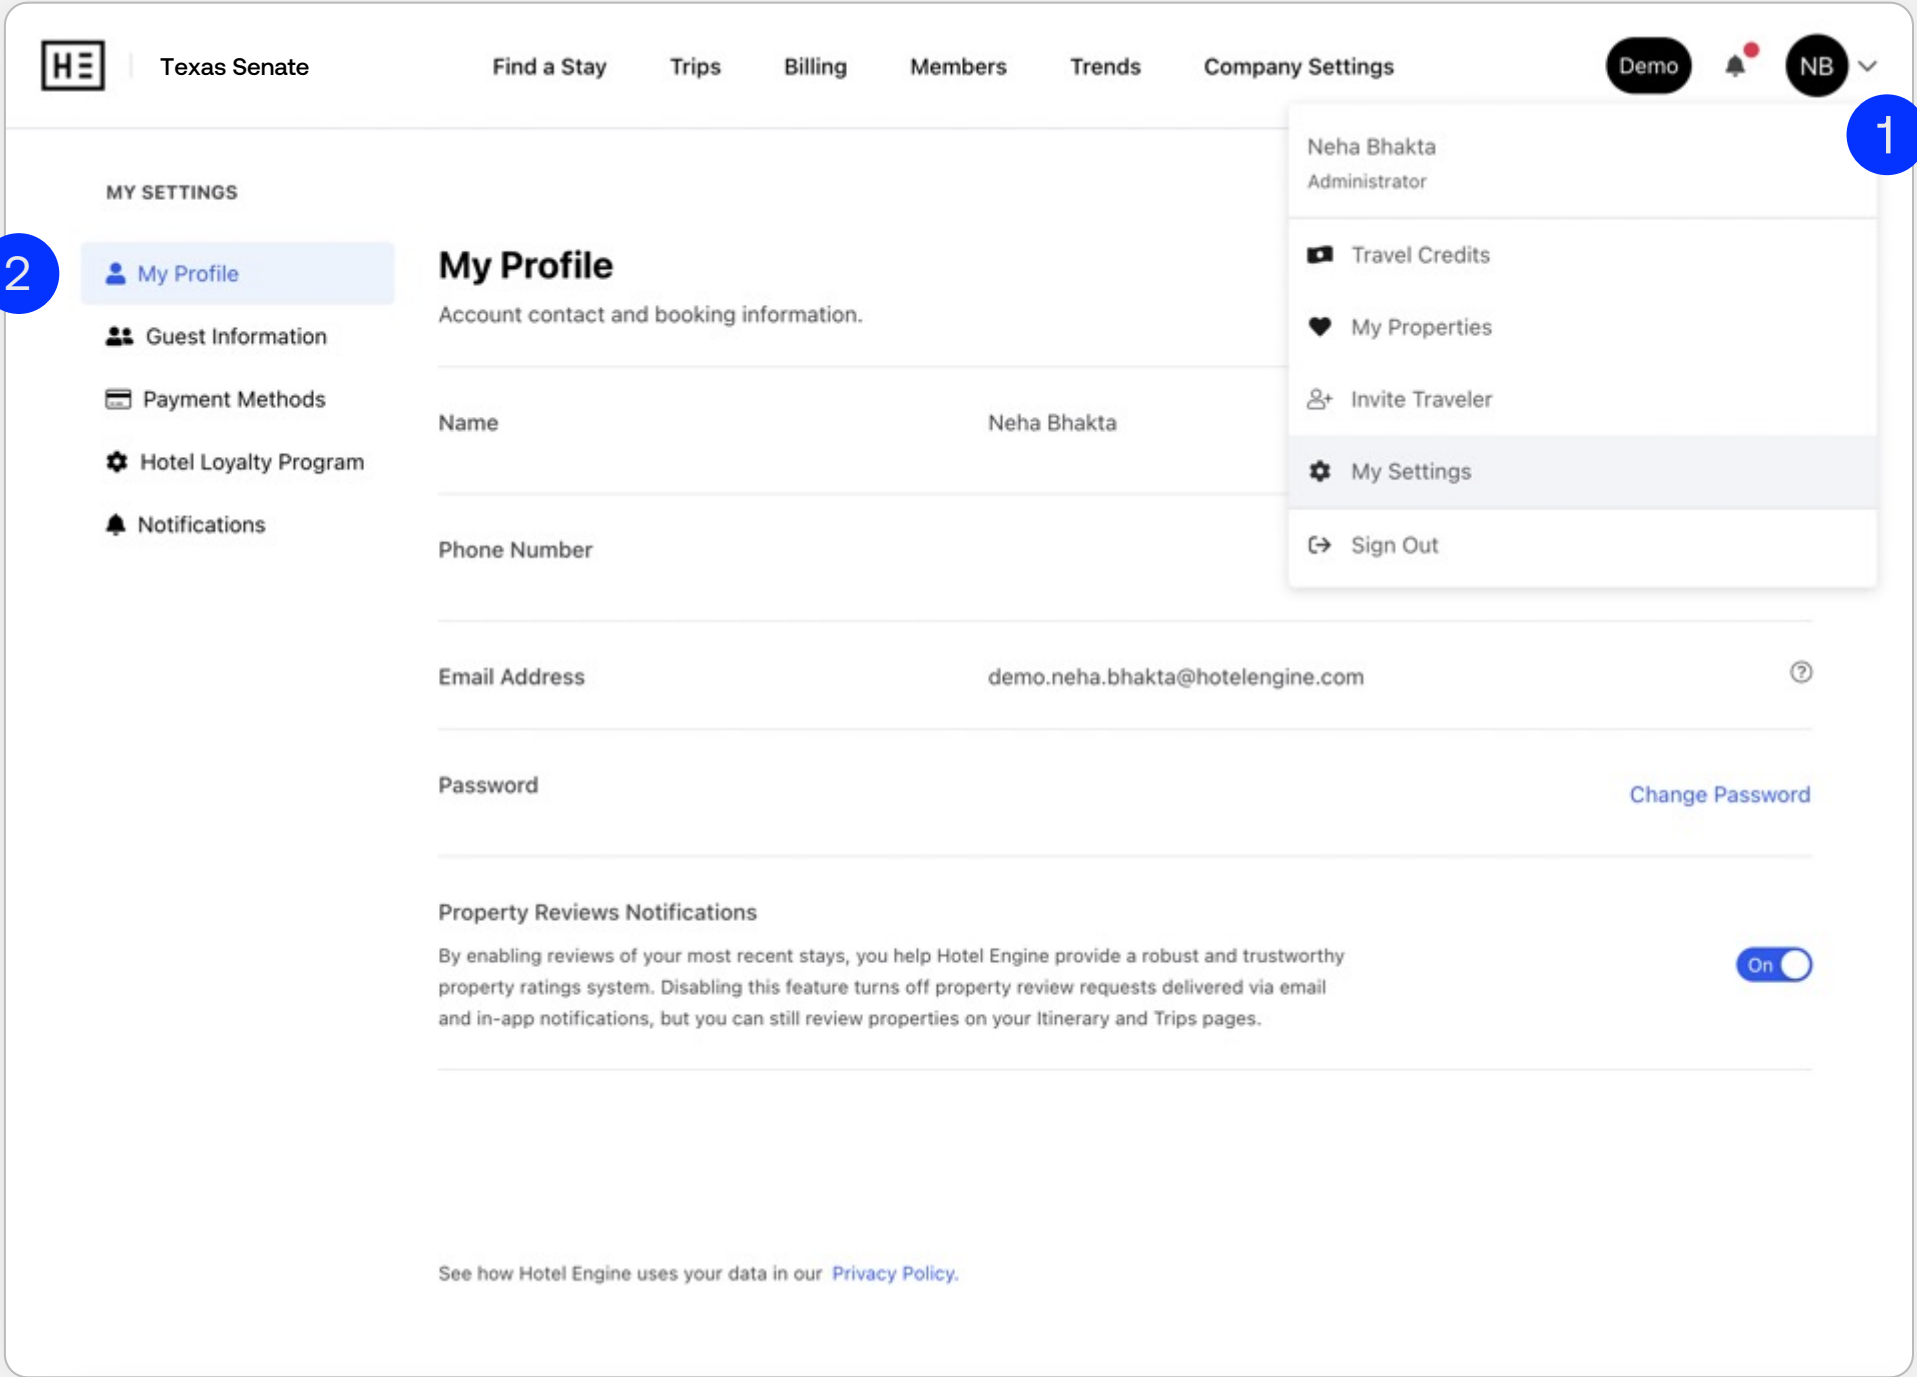 HE
Texas Senate
Find a Stay
Trips
Billing
Members
Trends
Company Settings
Demo
NB
1
Neha Bhakta
Administrator
Travel Credits
My Properties
Invite Traveler
My Settings
Sign Out
MY SETTINGS
2
My Profile
Guest Information
Payment Methods
Hotel Loyalty Program
Notifications
My Profile
Account contact and booking information.
Name
Neha Bhakta
Phone Number
Email Address
demo.neha.bhakta@hotelengine.com
?
Password
Change Password
Property Reviews Notifications
By enabling reviews of your most recent stays, you help Hotel Engine provide a robust and trustworthy
property ratings system. Disabling this feature turns off property review requests delivered via email
and in-app notifications, but you can still review properties on your Itinerary and Trips pages.
On
See how Hotel Engine uses your data in our Privacy Policy.